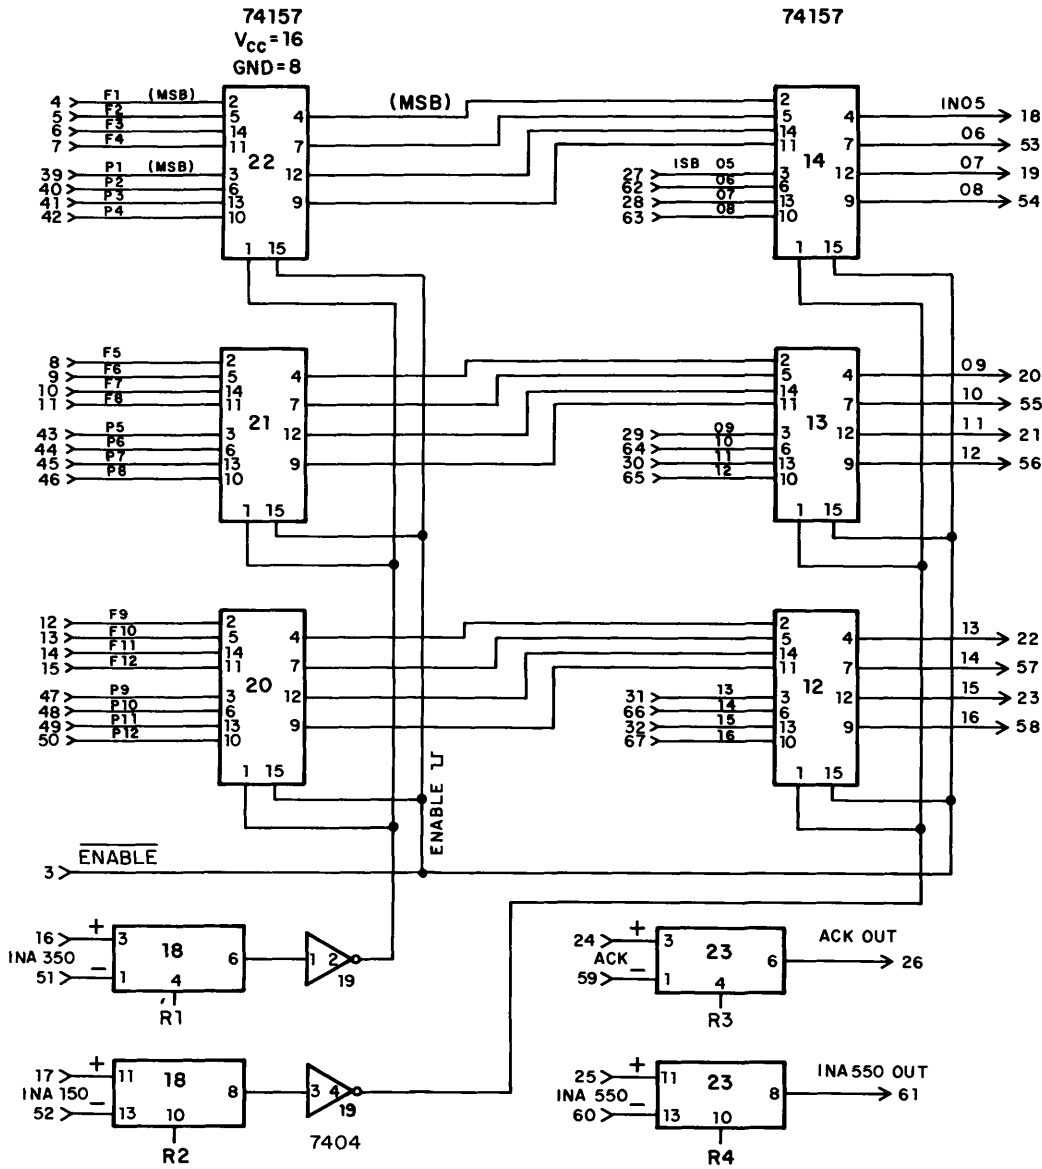 74157
V_CC = 16
GND = 8
74157
4 F1 (MSB) 2
5 F2 5
6 F3 14
7 F4 11
39 P1 (MSB) 3
40 P2 6
41 P3 13
42 P4 10
22
4
7
12
9
1 15
(MSB)
2
5
14
11
27 ISB 05 3
62 06 6
28 07 13
63 08 10
14
4 INO5 18
7 06 53
12 07 19
9 08 54
1 15
8 F5 2
9 F6 5
10 F7 14
11 F8 11
43 P5 3
44 P6 6
45 P7 13
46 P8 10
21
4
7
12
9
1 15
2
5
14
11
29 09 3
64 10 6
30 11 13
65 12 10
13
4 09 20
7 10 55
12 11 21
9 12 56
1 15
12 F9 2
13 F10 5
14 F11 14
15 F12 11
47 P9 3
48 P10 6
49 P11 13
50 P12 10
20
4
7
12
9
1 15
2
5
14
11
31 13 3
66 14 6
32 15 13
67 16 10
12
4 13 22
7 14 57
12 15 23
9 16 58
1 15
ENABLE
3 ENABLE
16 + 3
INA 350
51 − 1
18
6
4
R1
1 2
19
24 + 3
ACK
59 − 1
23
6
4
R3
ACK OUT
26
17 + 11
INA 150
52 − 13
18
8
10
R2
3 4
19
7404
25 + 11
INA 550
60 − 13
23
8
10
R4
INA 550 OUT
61